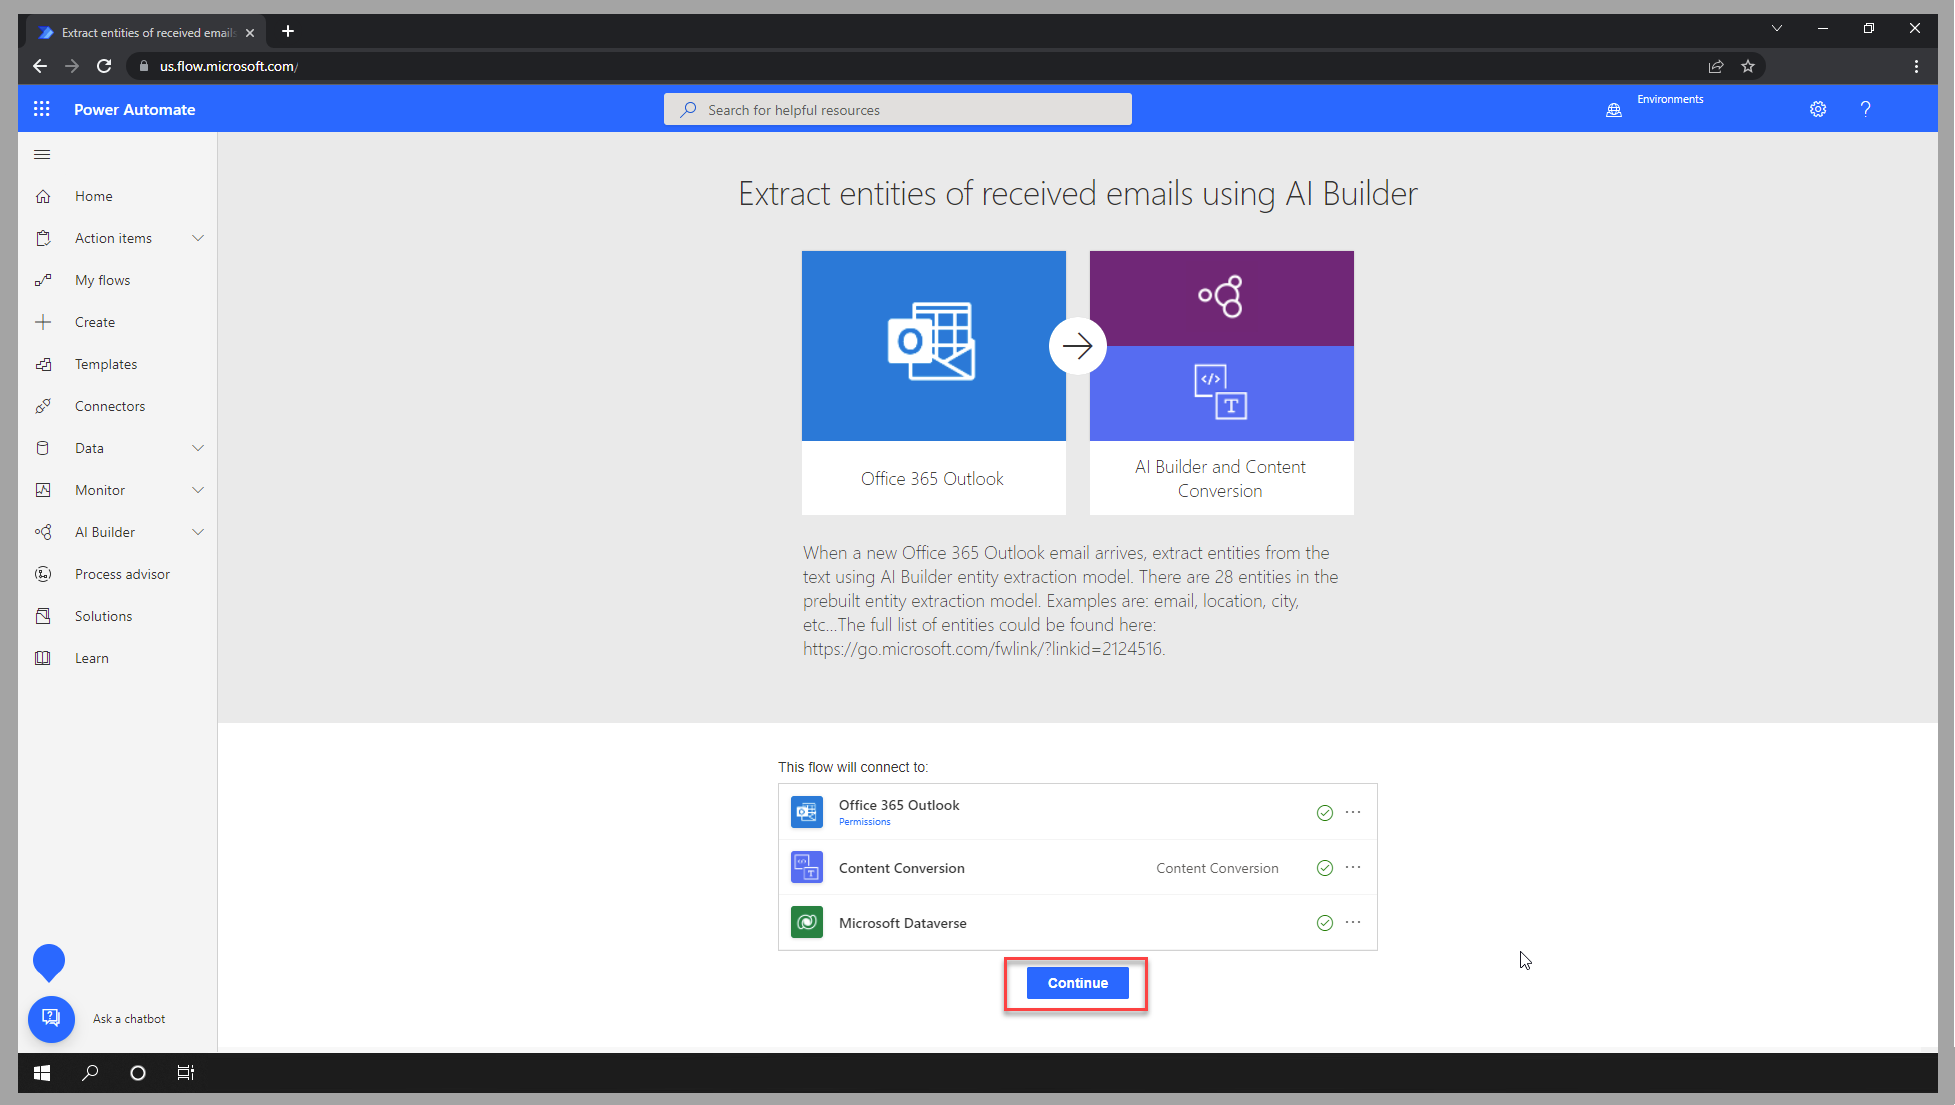 Extract entities of received emails
us.flow.microsoft.com/
Power Automate
Search for helpful resources
Environments
?
Home
Action items
My flows
Create
Templates
Connectors
Data
Monitor
AI Builder
Process advisor
Solutions
Learn
Ask a chatbot
Extract entities of received emails using AI Builder
Office 365 Outlook
AI Builder and Content
Conversion
When a new Office 365 Outlook email arrives, extract entities from the
text using AI Builder entity extraction model. There are 28 entities in the
prebuilt entity extraction model. Examples are: email, location, city,
etc...The full list of entities could be found here:
https://go.microsoft.com/fwlink/?linkid=2124516.
This flow will connect to:
Office 365 Outlook
Permissions
Content Conversion Content Conversion
Microsoft Dataverse
Continue